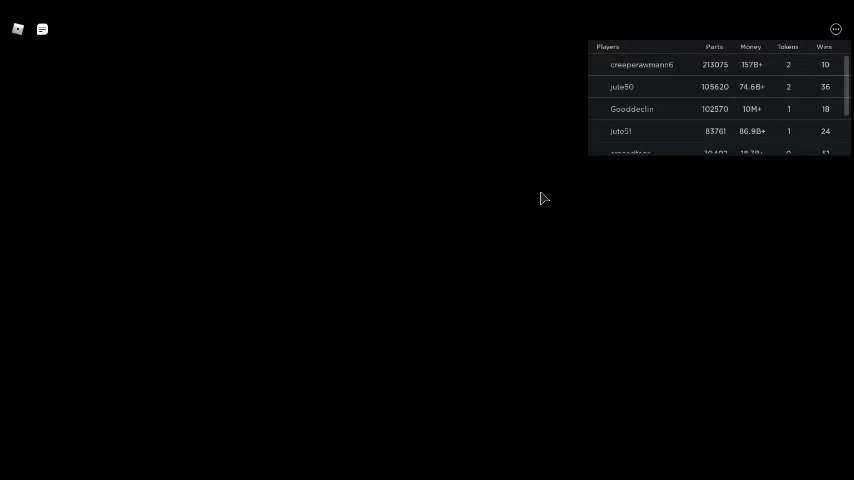 Players Parts Money Tokens Wins
creeperawmann6 213075 157B+ 2 10
jute50 105620 74.6B+ 2 36
Gooddeclin 102570 10M+ 1 18
jute51 83761 86.9B+ 1 24